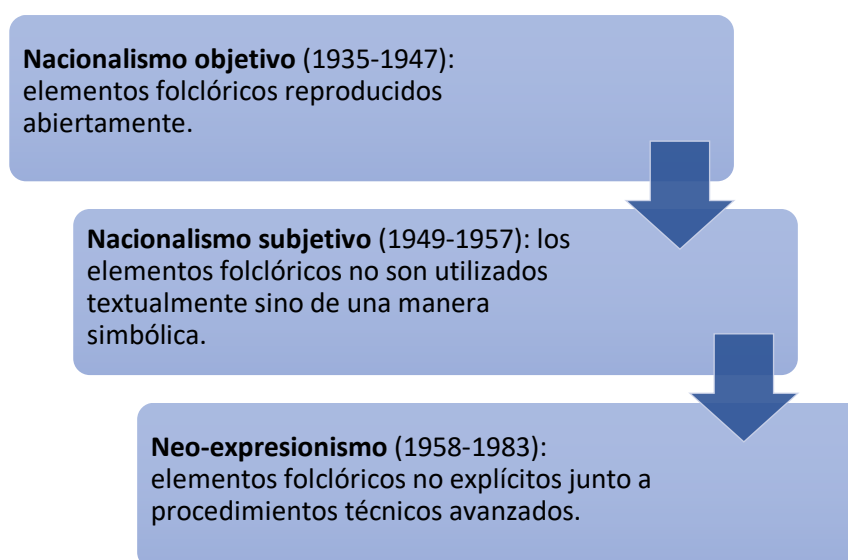 Nacionalismo objetivo (1935-1947):
elementos folclóricos reproducidos
abiertamente.
Nacionalismo subjetivo (1949-1957): los
elementos folclóricos no son utilizados
textualmente sino de una manera
simbólica.
Neo-expresionismo (1958-1983):
elementos folclóricos no explícitos junto a
procedimientos técnicos avanzados.